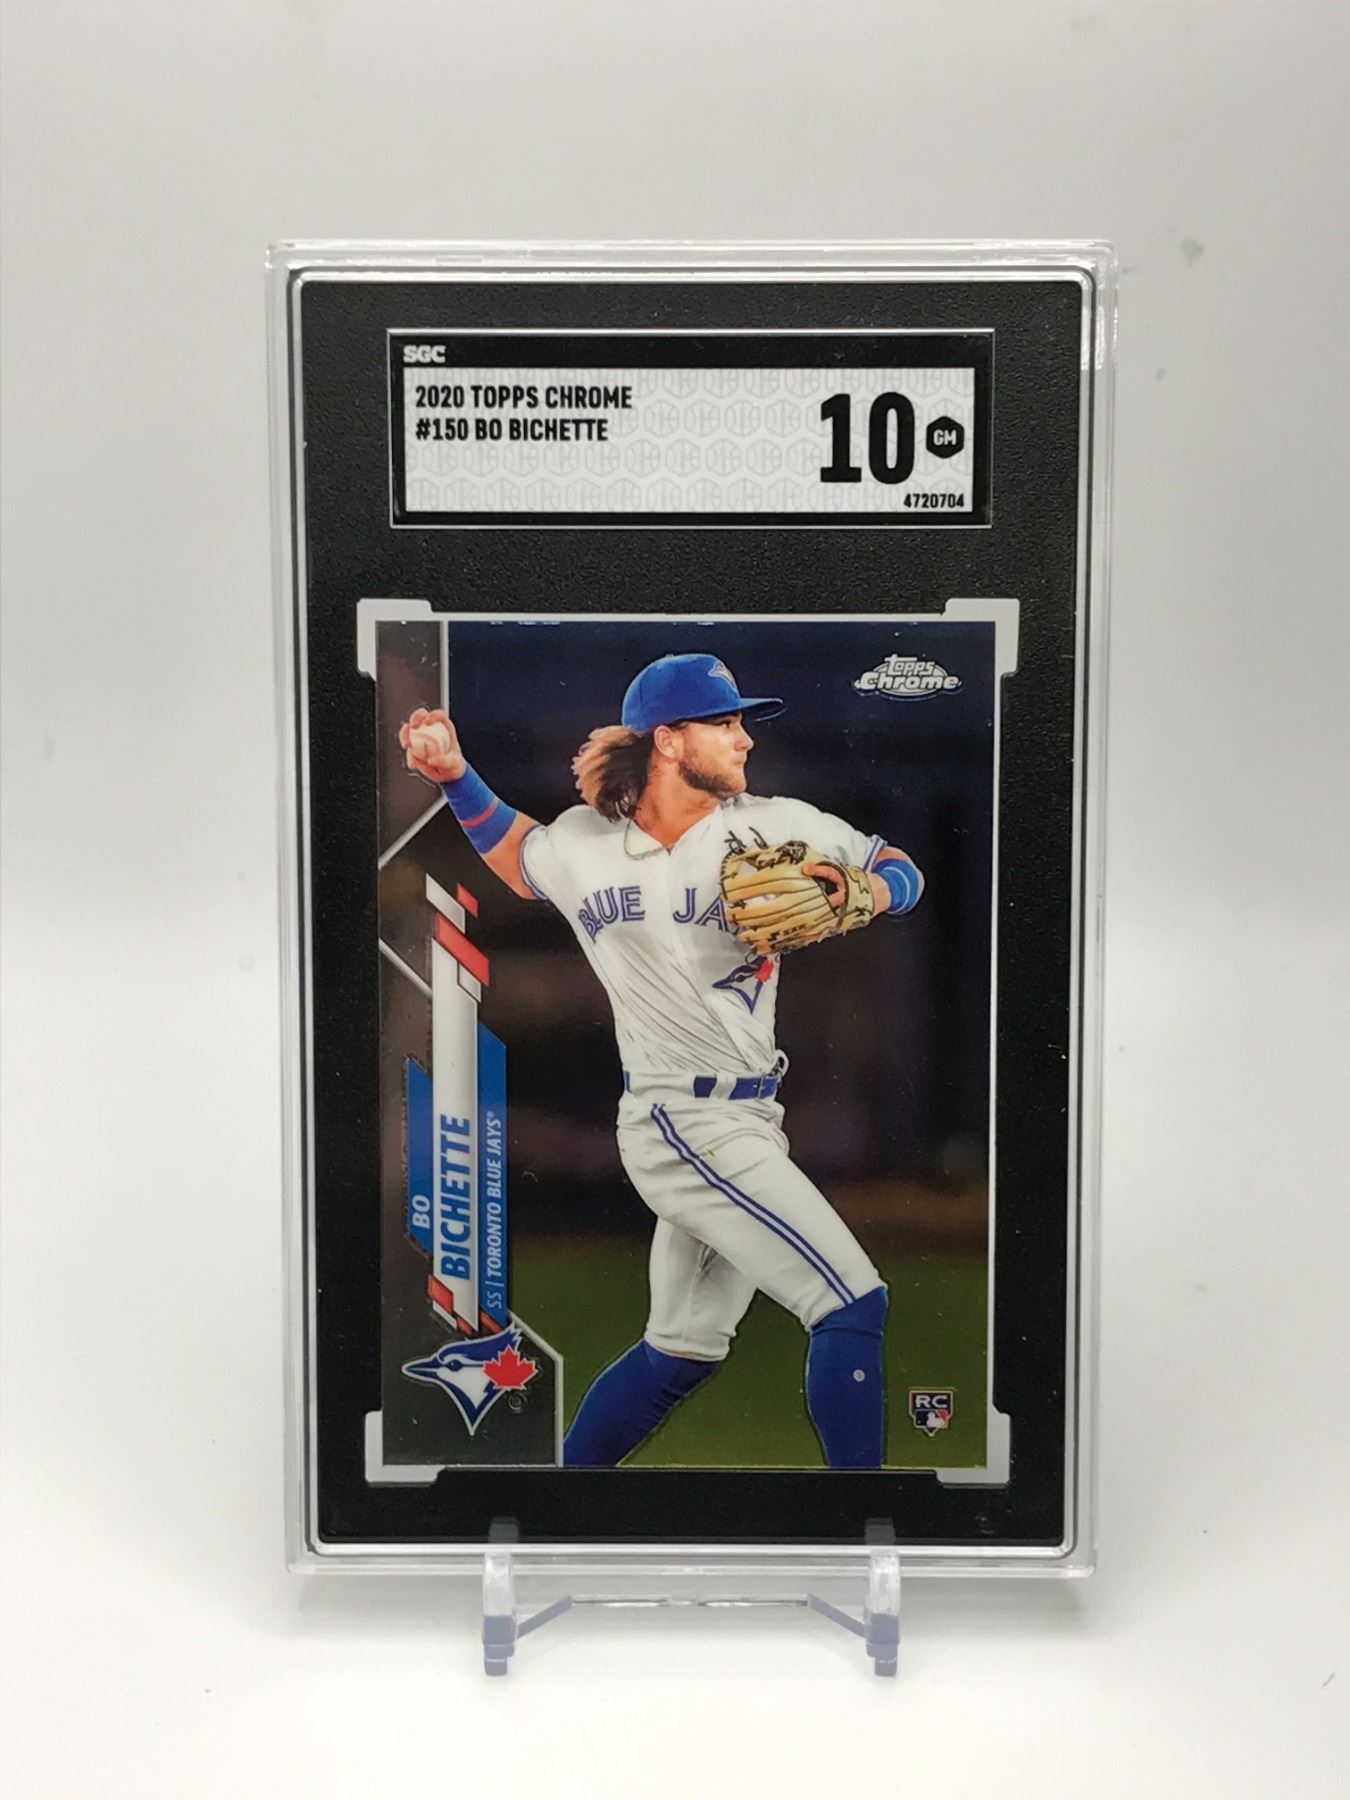 SGC
2020 TOPPS CHROME
#150 BO BICHETTE
10 GM
4720704
Topps
Chrome
BLUE JA
BO
BICHETTE
SS | TORONTO BLUE JAYS®
®
RC